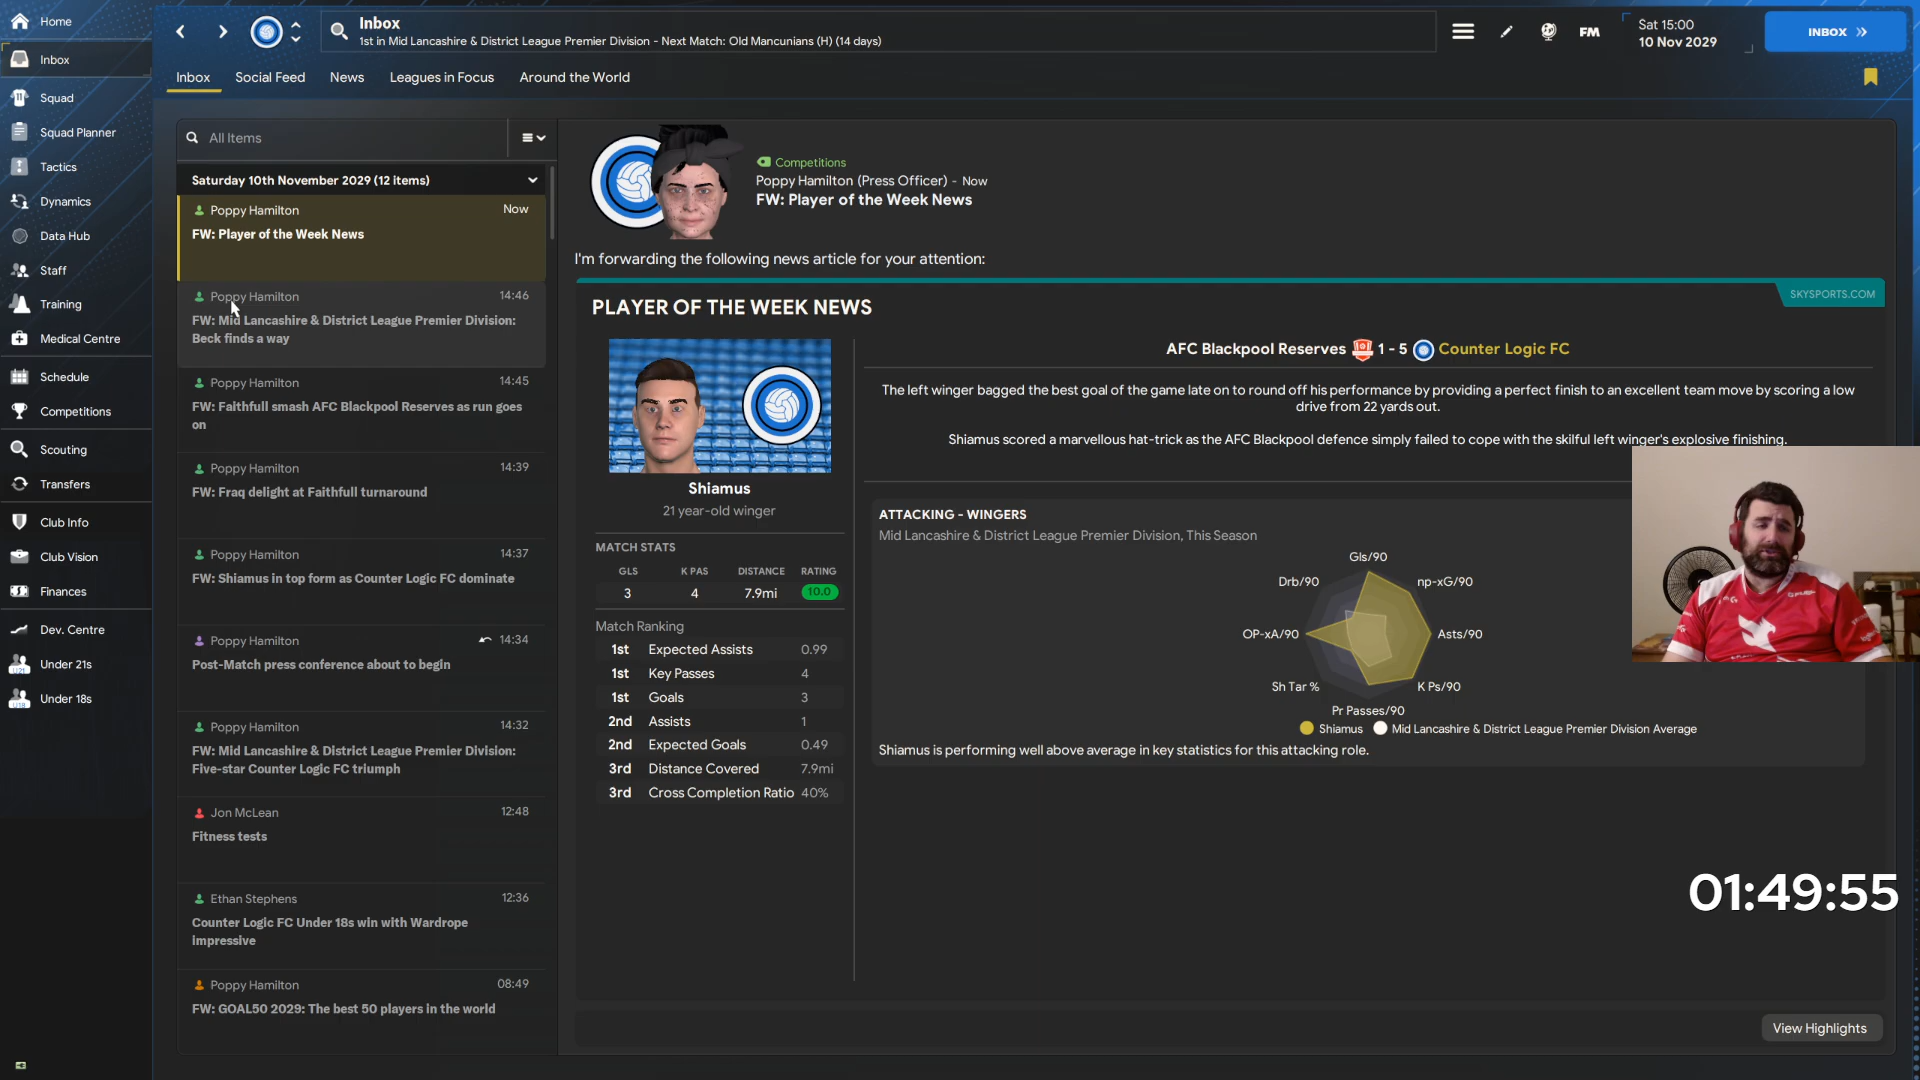 Home
Inbox
Squad
Squad Planner
Tactics
Dynamics
Data Hub
Staff
Training
Medical Centre
Schedule
Competitions
Scouting
Transfers
Club Info
Club Vision
Finances
Dev. Centre
Under 21s
Under 18s
Inbox
1st in Mid Lancashire & District League Premier Division - Next Match: Old Mancunians (H) (14 days)
FM
Sat 15:00
10 Nov 2029
INBOX
Inbox Social Feed News Leagues in Focus Around the World
All Items
Saturday 10th November 2029 (12 items)
Poppy Hamilton Now
FW: Player of the Week News
Poppy Hamilton 14:46
FW: Mid Lancashire & District League Premier Division:
Beck finds a way
Poppy Hamilton 14:45
FW: Faithfull smash AFC Blackpool Reserves as run goes
on
Poppy Hamilton 14:39
FW: Fraq delight at Faithfull turnaround
Poppy Hamilton 14:37
FW: Shiamus in top form as Counter Logic FC dominate
Poppy Hamilton 14:34
Post-Match press conference about to begin
Poppy Hamilton 14:32
FW: Mid Lancashire & District League Premier Division:
Five-star Counter Logic FC triumph
Jon McLean 12:48
Fitness tests
Ethan Stephens 12:36
Counter Logic FC Under 18s win with Wardrope
impressive
Poppy Hamilton 08:49
FW: GOAL50 2029: The best 50 players in the world
Competitions
Poppy Hamilton (Press Officer) - Now
FW: Player of the Week News
I'm forwarding the following news article for your attention:
SKYSPORTS.COM
PLAYER OF THE WEEK NEWS
Shiamus
21 year-old winger
MATCH STATS
GLS K PAS DISTANCE RATING
3 4 7.9mi 10.0
Match Ranking
1st Expected Assists 0.99
1st Key Passes 4
1st Goals 3
2nd Assists 1
2nd Expected Goals 0.49
3rd Distance Covered 7.9mi
3rd Cross Completion Ratio 40%
AFC Blackpool Reserves 1 - 5 Counter Logic FC
The left winger bagged the best goal of the game late on to round off his performance by providing a perfect finish to an excellent team move by scoring a low
drive from 22 yards out.
Shiamus scored a marvellous hat-trick as the AFC Blackpool defence simply failed to cope with the skilful left winger's explosive finishing.
ATTACKING - WINGERS
Mid Lancashire & District League Premier Division, This Season
Gls/90
Drb/90 np-xG/90
OP-xA/90 Asts/90
Sh Tar % K Ps/90
Pr Passes/90
Shiamus Mid Lancashire & District League Premier Division Average
Shiamus is performing well above average in key statistics for this attacking role.
01:49:55
View Highlights